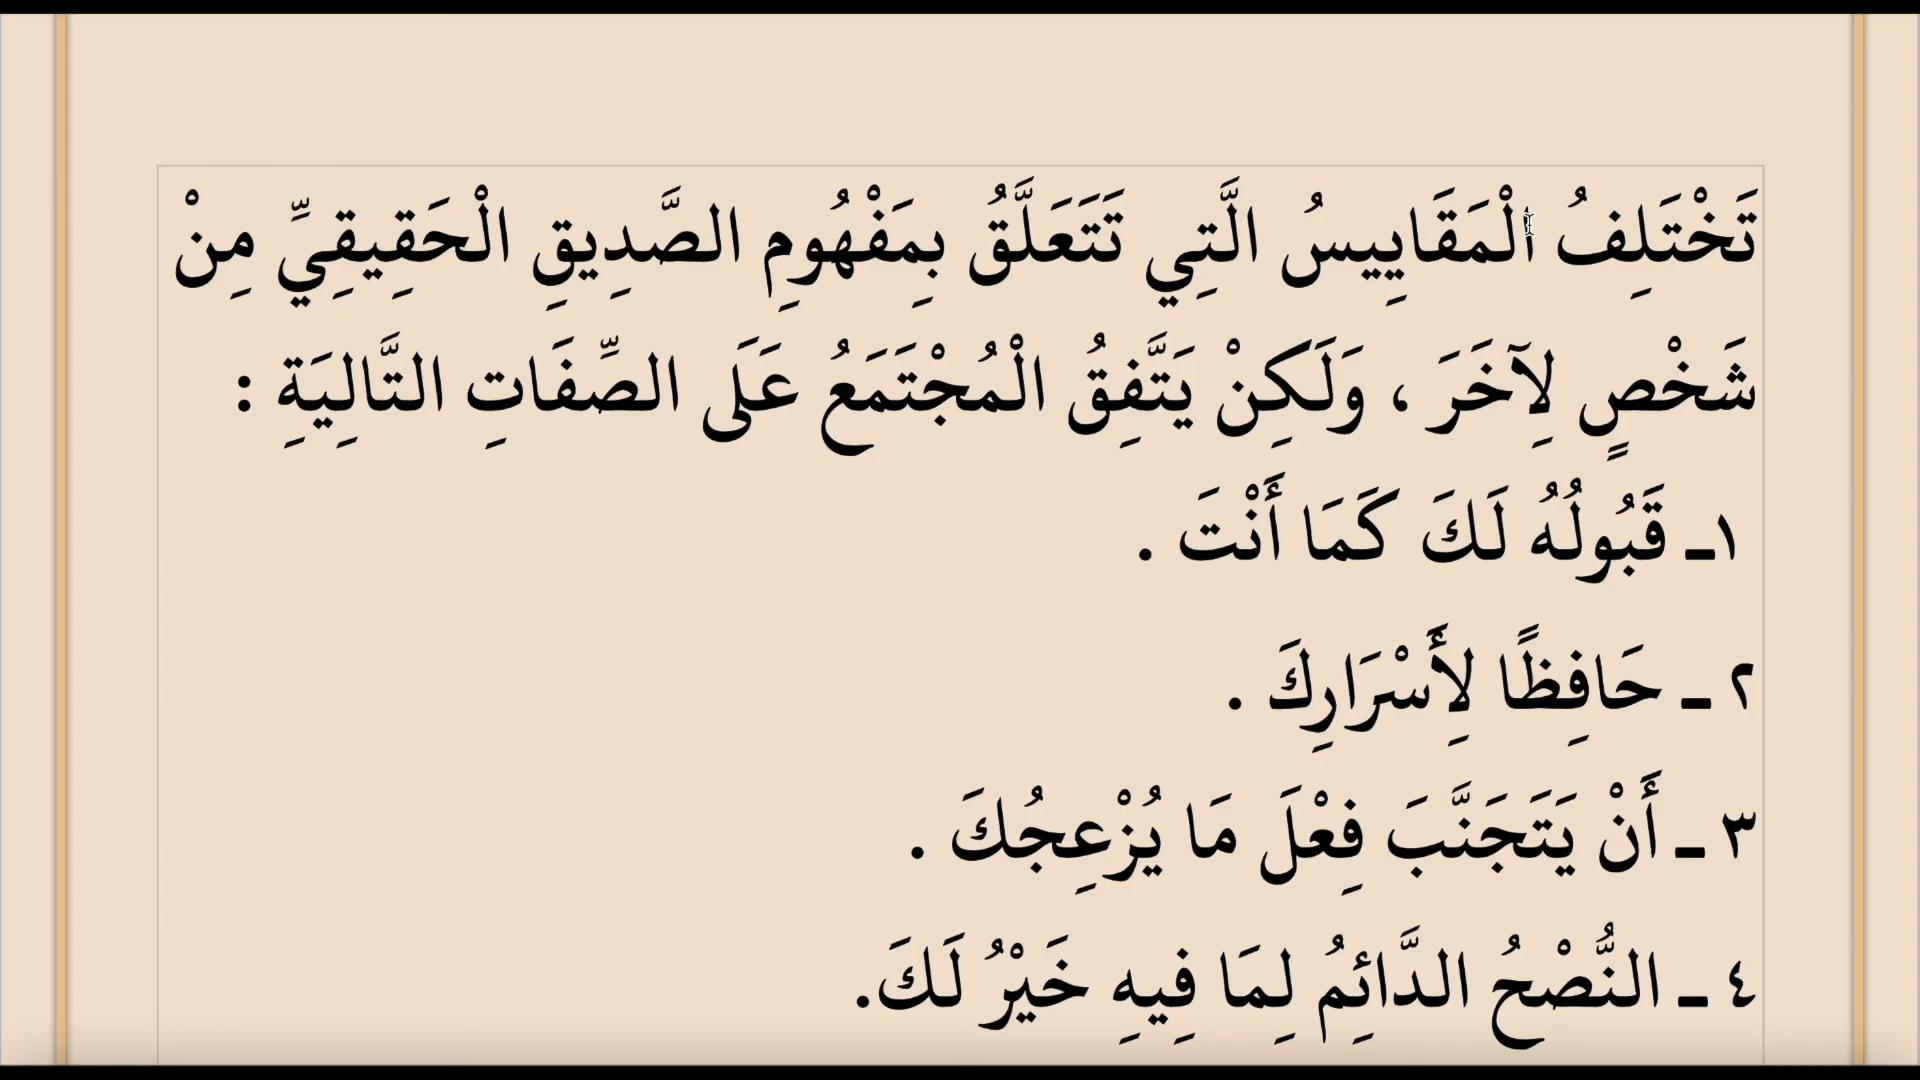 تَخْتَلِفُ الْمَقَايِيسُ الَّتِي تَتَعَلَّقُ بِمَفْهُومِ الصَّدِيقِ الْحَقِيقِيِّ مِنْ
شَخْصٍ لِآخَرَ ، وَلَكِنْ يَتَّفِقُ الْمُجْتَمَعُ عَلَى الصِّفَاتِ التَّالِيَةِ :
١ـ قَبُولُهُ لَكَ كَمَا أَنْتَ .
٢ ـ حَافِظًا لِأَسْرَارِكَ .
٣ ـ أَنْ يَتَجَنَّبَ فِعْلَ مَا يُزْعِجُكَ .
٤ ـ النُّصْحُ الدَّائِمُ لِمَا فِيهِ خَيْرُ لَكَ.